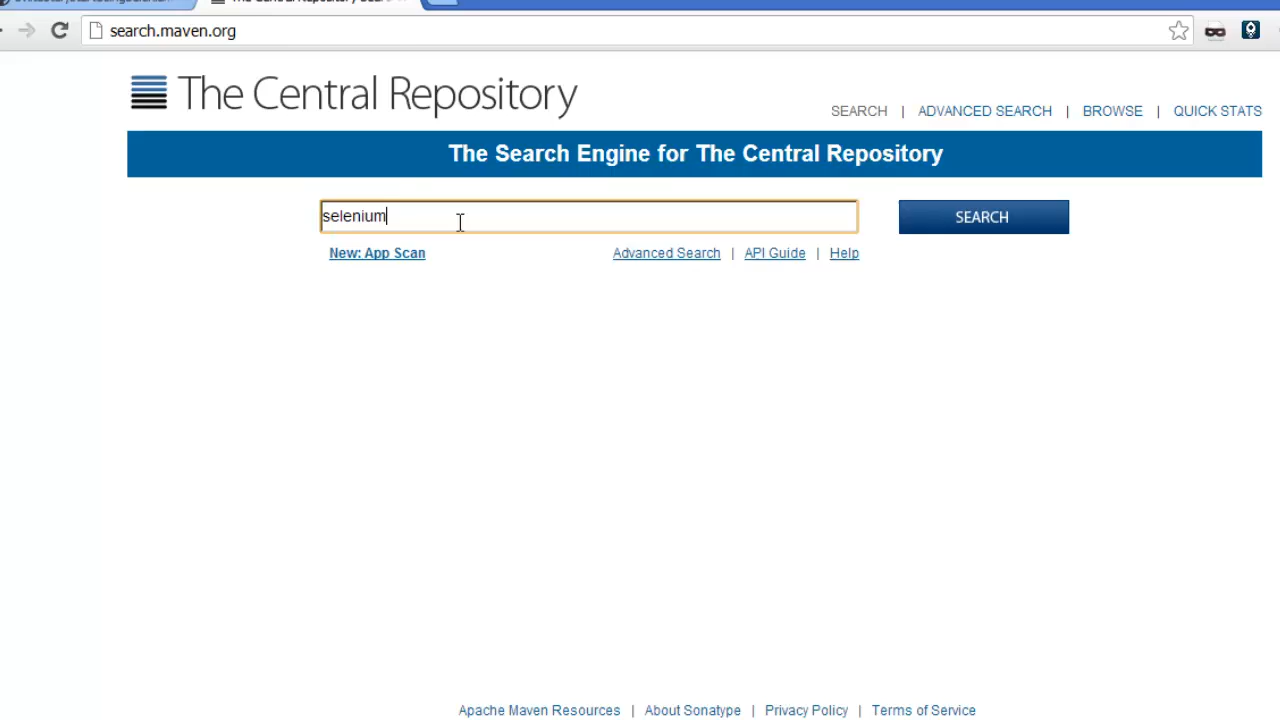 search.maven.org
The Central Repository
SEARCH | ADVANCED SEARCH | BROWSE | QUICK STATS
The Search Engine for The Central Repository
selenium
SEARCH
New: App Scan
Advanced Search | API Guide | Help
Apache Maven Resources | About Sonatype | Privacy Policy | Terms of Service